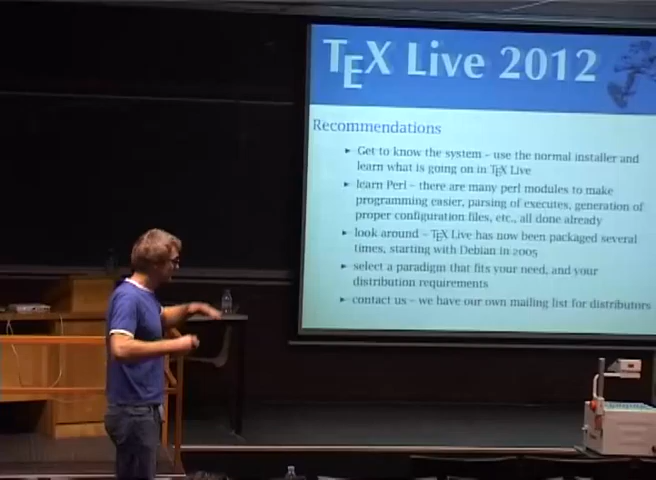 TEX Live 2012
Recommendations
▸ Get to know the system – use the normal installer and
learn what is going on in TEX Live
▸ learn Perl – there are many perl modules to make
programming easier, parsing of executes, generation of
proper configuration files, etc., all done already
▸ look around – TEX Live has now been packaged several
times, starting with Debian in 2005
▸ select a paradigm that fits your need, and your
distribution requirements
▸ contact us – we have our own mailing list for distributors